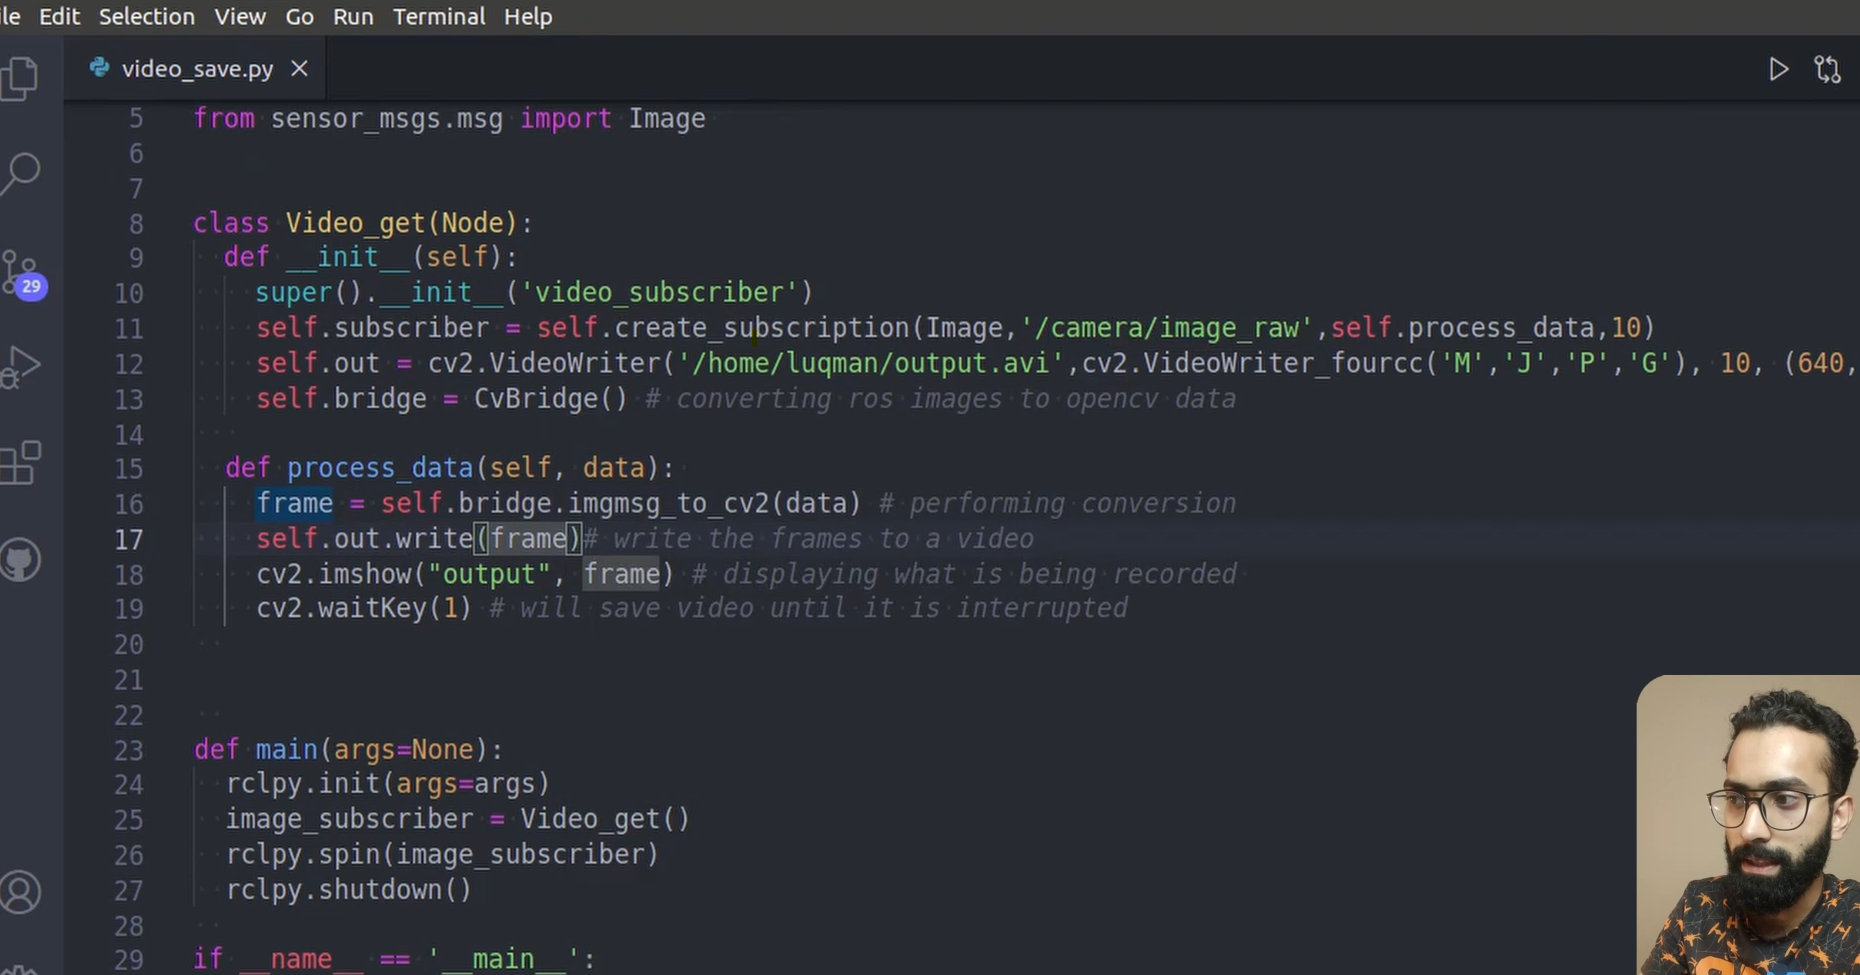 Edit Selection View Go Run Terminal Help
video_save.py
5 from sensor_msgs.msg import Image
6
7
8 class Video_get(Node):
9 def __init__(self):
10 super().__init__('video_subscriber')
11 self.subscriber = self.create_subscription(Image,'/camera/image_raw',self.process_data,10)
12 self.out = cv2.VideoWriter('/home/luqman/output.avi',cv2.VideoWriter_fourcc('M','J','P','G'), 10, (640,
13 self.bridge = CvBridge() # converting ros images to opencv data
14
15 def process_data(self, data):
16 frame = self.bridge.imgmsg_to_cv2(data) # performing conversion
17 self.out.write(frame)# write the frames to a video
18 cv2.imshow("output", frame) # displaying what is being recorded
19 cv2.waitKey(1) # will save video until it is interrupted
20
21
22
23 def main(args=None):
24 rclpy.init(args=args)
25 image_subscriber = Video_get()
26 rclpy.spin(image_subscriber)
27 rclpy.shutdown()
28
29 if __name__ == '__main__':
29